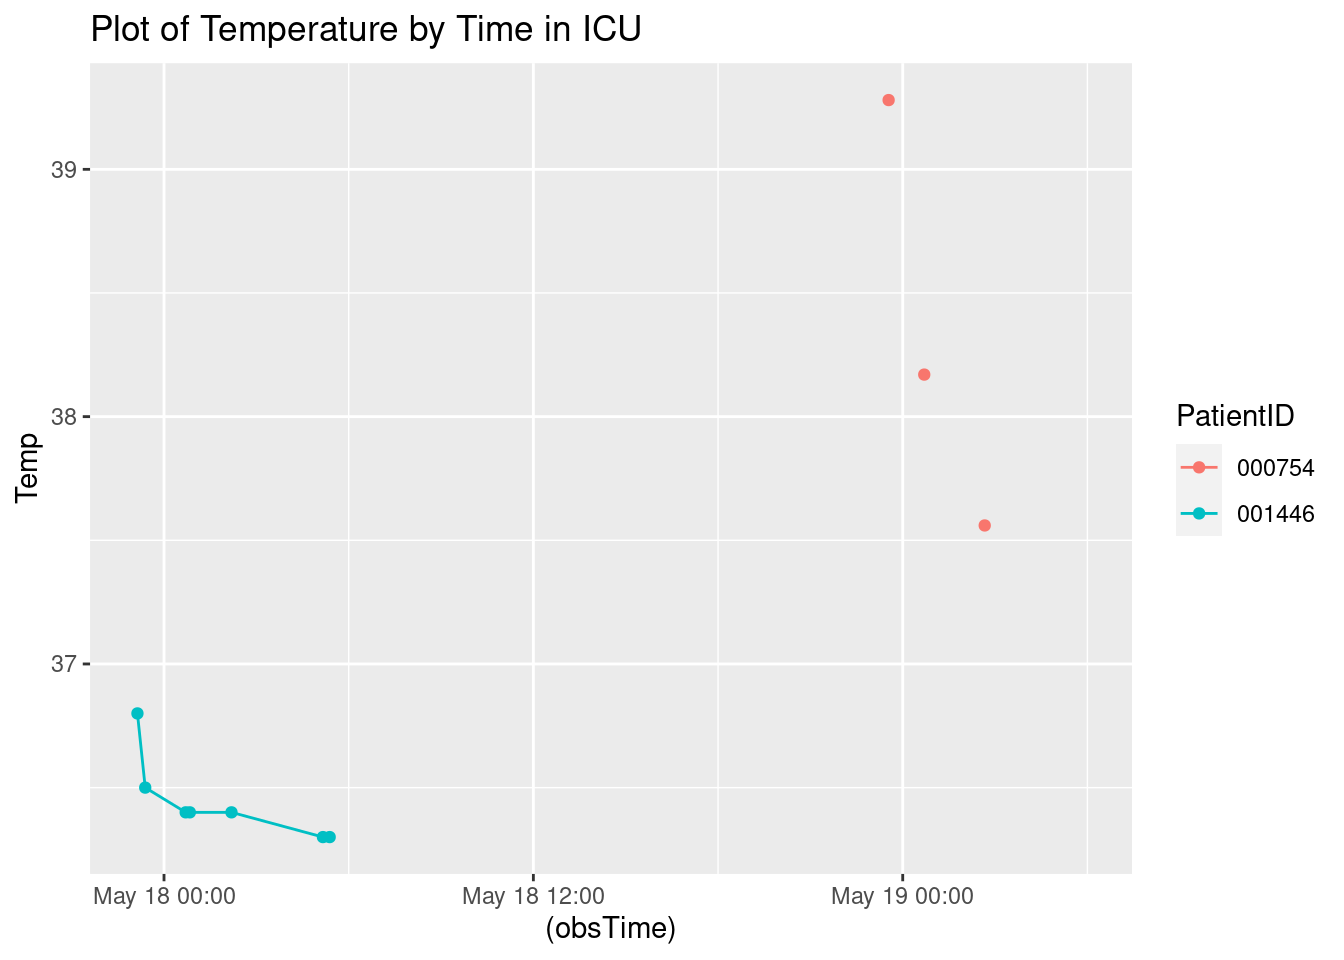 Plot of Temperature by Time in ICU
39
38
37
Temp
May 18 00:00
May 18 12:00
May 19 00:00
(obsTime)
PatientID
000754
001446